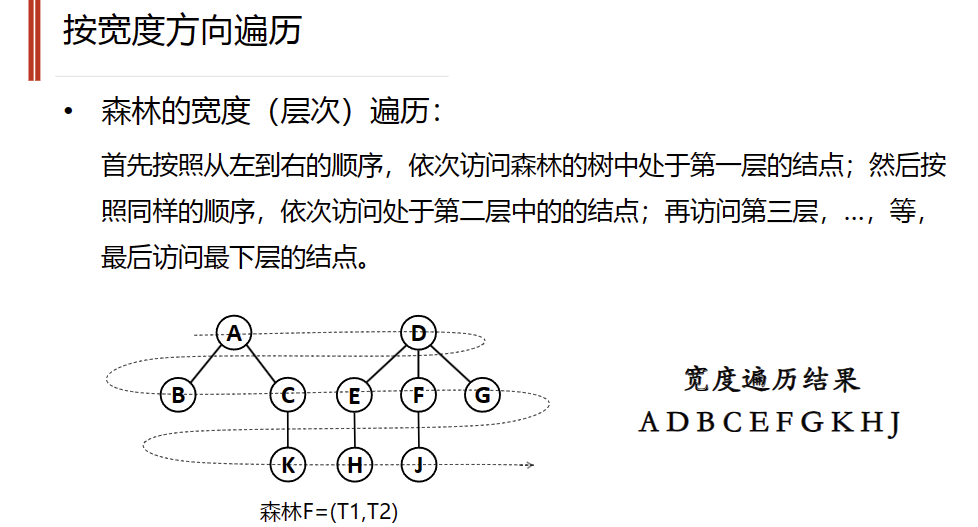 按宽度方向遍历
• 森林的宽度（层次）遍历：
首先按照从左到右的顺序，依次访问森林的树中处于第一层的结点；然后按
照同样的顺序，依次访问处于第二层中的的结点；再访问第三层，…，等，
最后访问最下层的结点。
A D
B C E F G
K H J
森林F=(T1,T2)
宽度遍历结果
A D B C E F G K H J